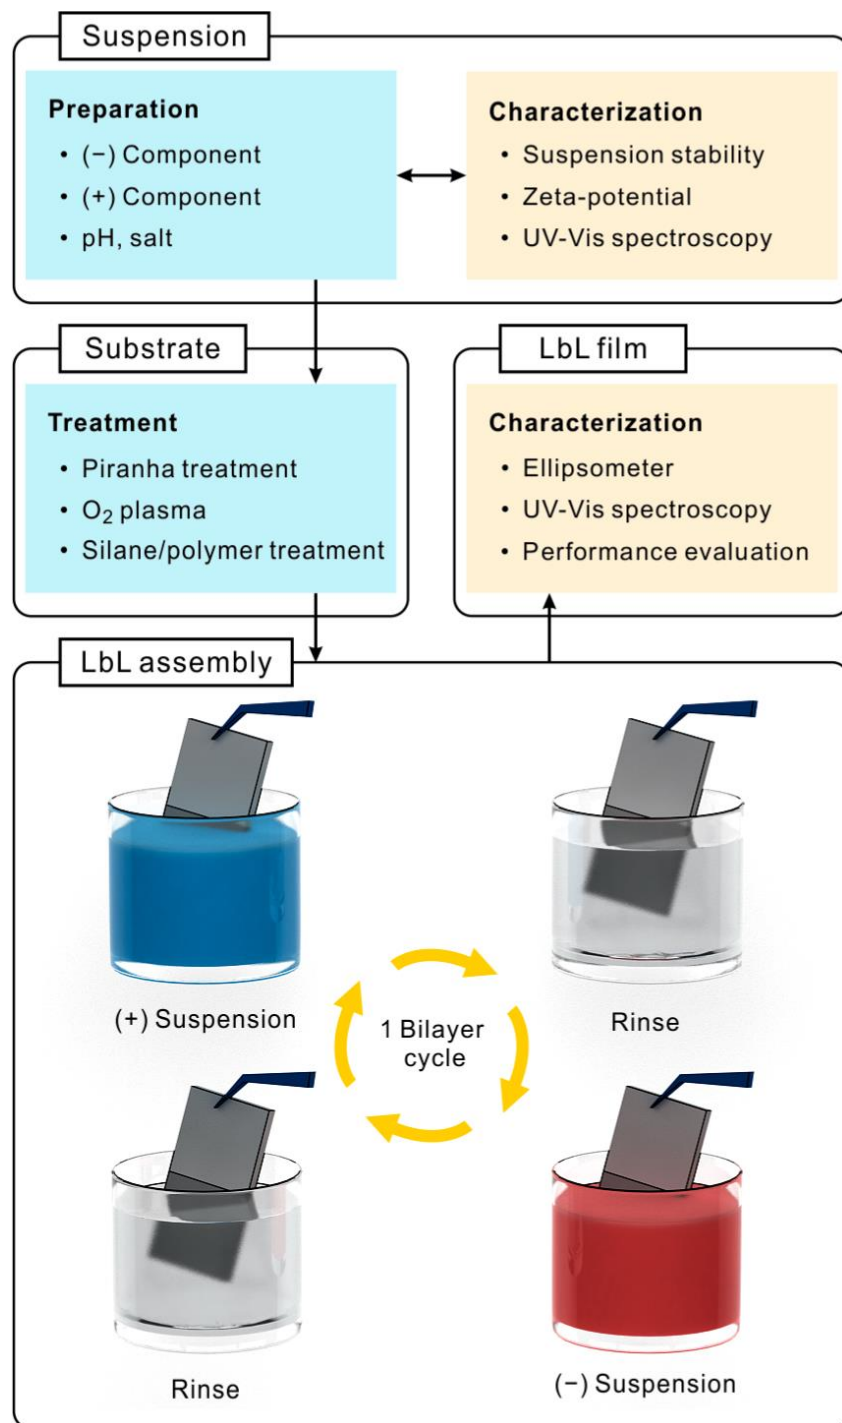 Suspension
Preparation
• (−) Component
• (+) Component
• pH, salt
Characterization
• Suspension stability
• Zeta-potential
• UV-Vis spectroscopy
Substrate
Treatment
• Piranha treatment
• O₂ plasma
• Silane/polymer treatment
LbL film
Characterization
• Ellipsometer
• UV-Vis spectroscopy
• Performance evaluation
LbL assembly
(+) Suspension
Rinse
1 Bilayer
cycle
Rinse
(−) Suspension